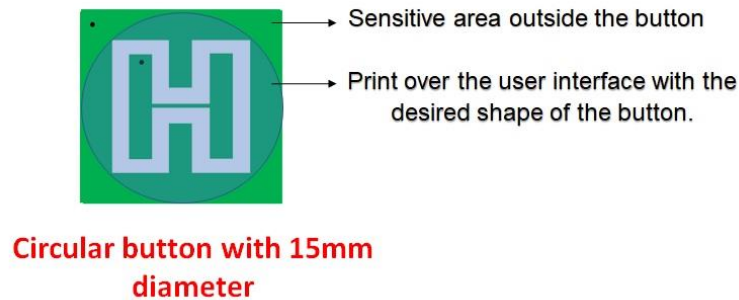 Sensitive area outside the button
Print over the user interface with the
desired shape of the button.
Circular button with 15mm
diameter